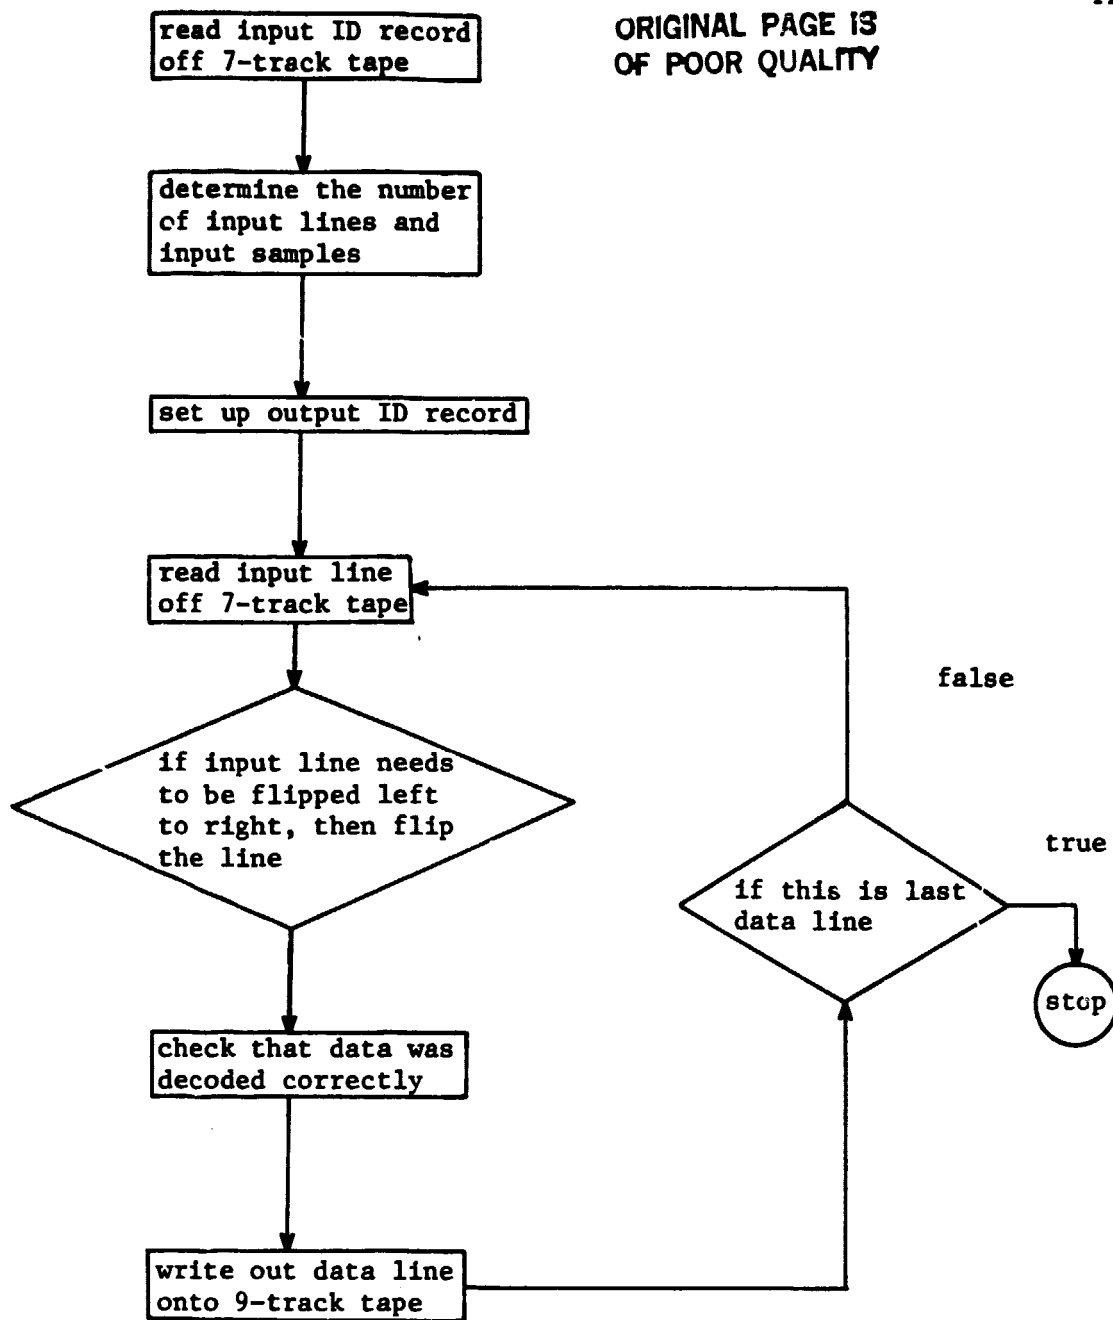 ORIGINAL PAGE IS
OF POOR QUALITY
read input ID record
off 7-track tape
determine the number
of input lines and
input samples
set up output ID record
read input line
off 7-track tape
if input line needs
to be flipped left
to right, then flip
the line
check that data was
decoded correctly
write out data line
onto 9-track tape
if this is last
data line
false
true
stop